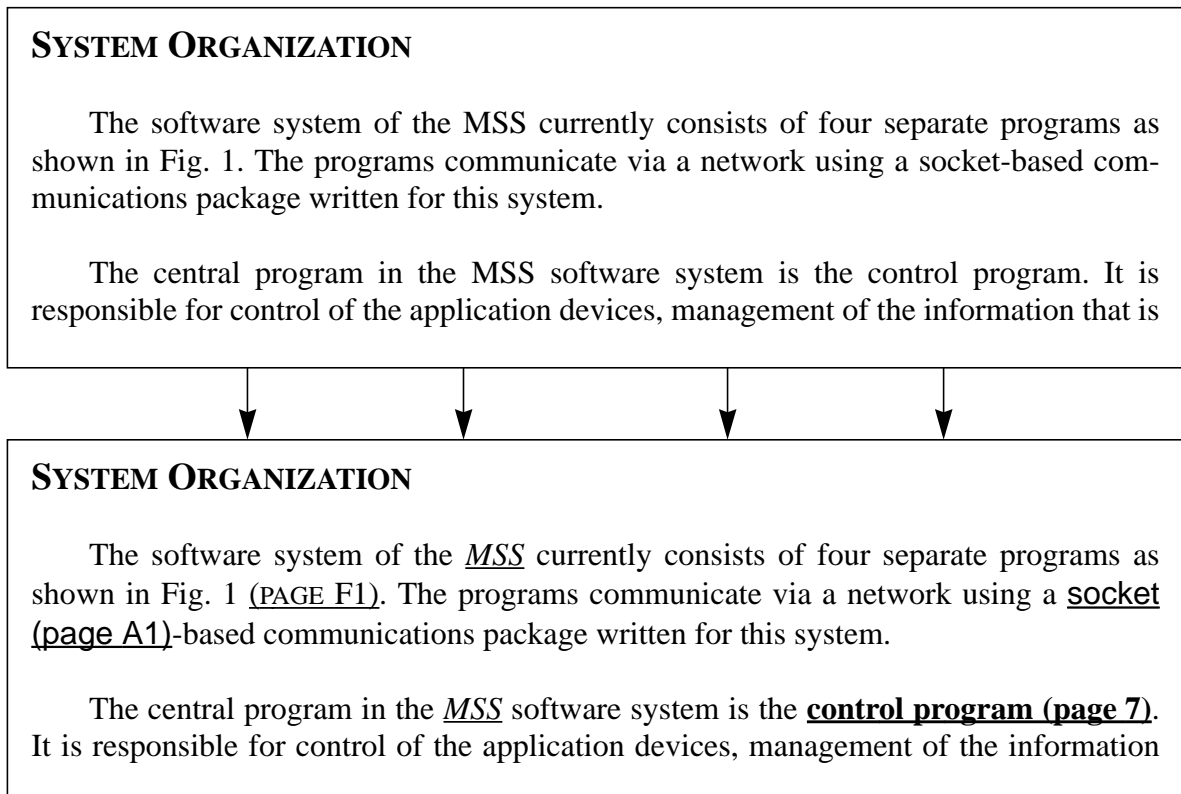 SYSTEM ORGANIZATION
The software system of the MSS currently consists of four separate programs as
shown in Fig. 1. The programs communicate via a network using a socket-based com-
munications package written for this system.
The central program in the MSS software system is the control program. It is
responsible for control of the application devices, management of the information that is
SYSTEM ORGANIZATION
The software system of the MSS currently consists of four separate programs as
shown in Fig. 1 (PAGE F1). The programs communicate via a network using a socket
(page A1)-based communications package written for this system.
The central program in the MSS software system is the control program (page 7).
It is responsible for control of the application devices, management of the information